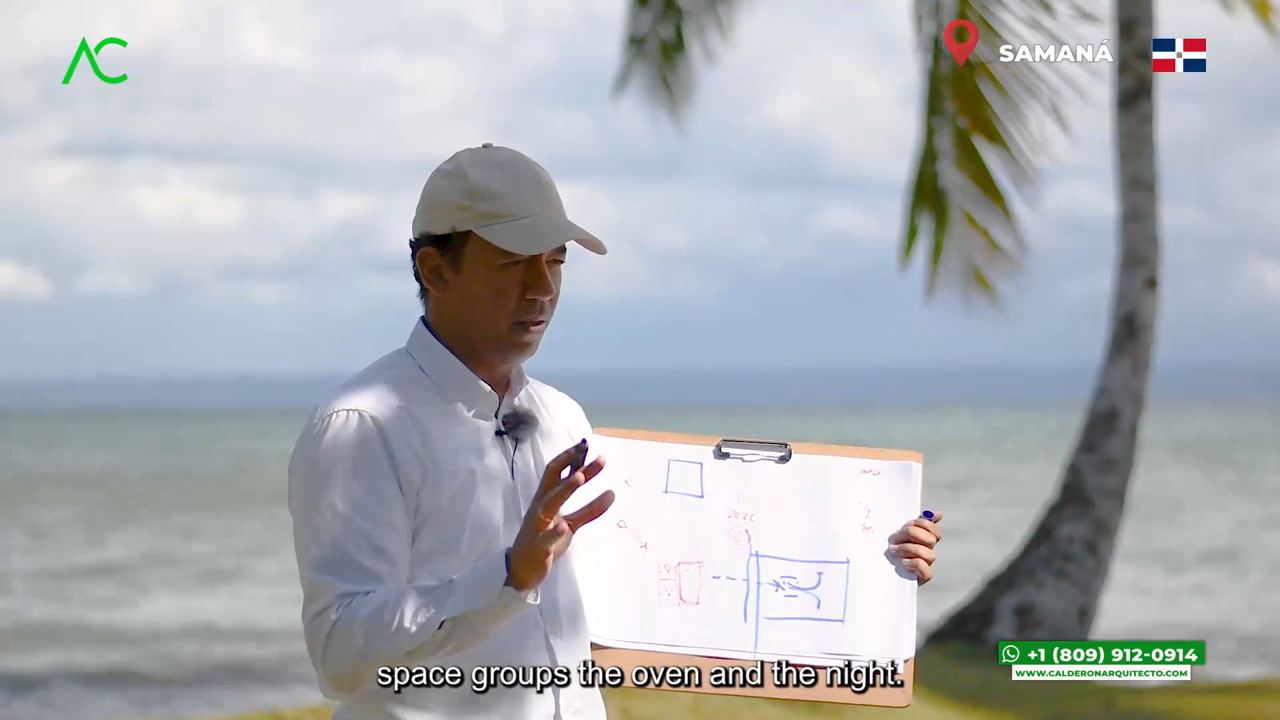 AC
SAMANÁ
space groups the oven and the night.
+1 (809) 912-0914
WWW.CALDERONARQUITECTO.COM